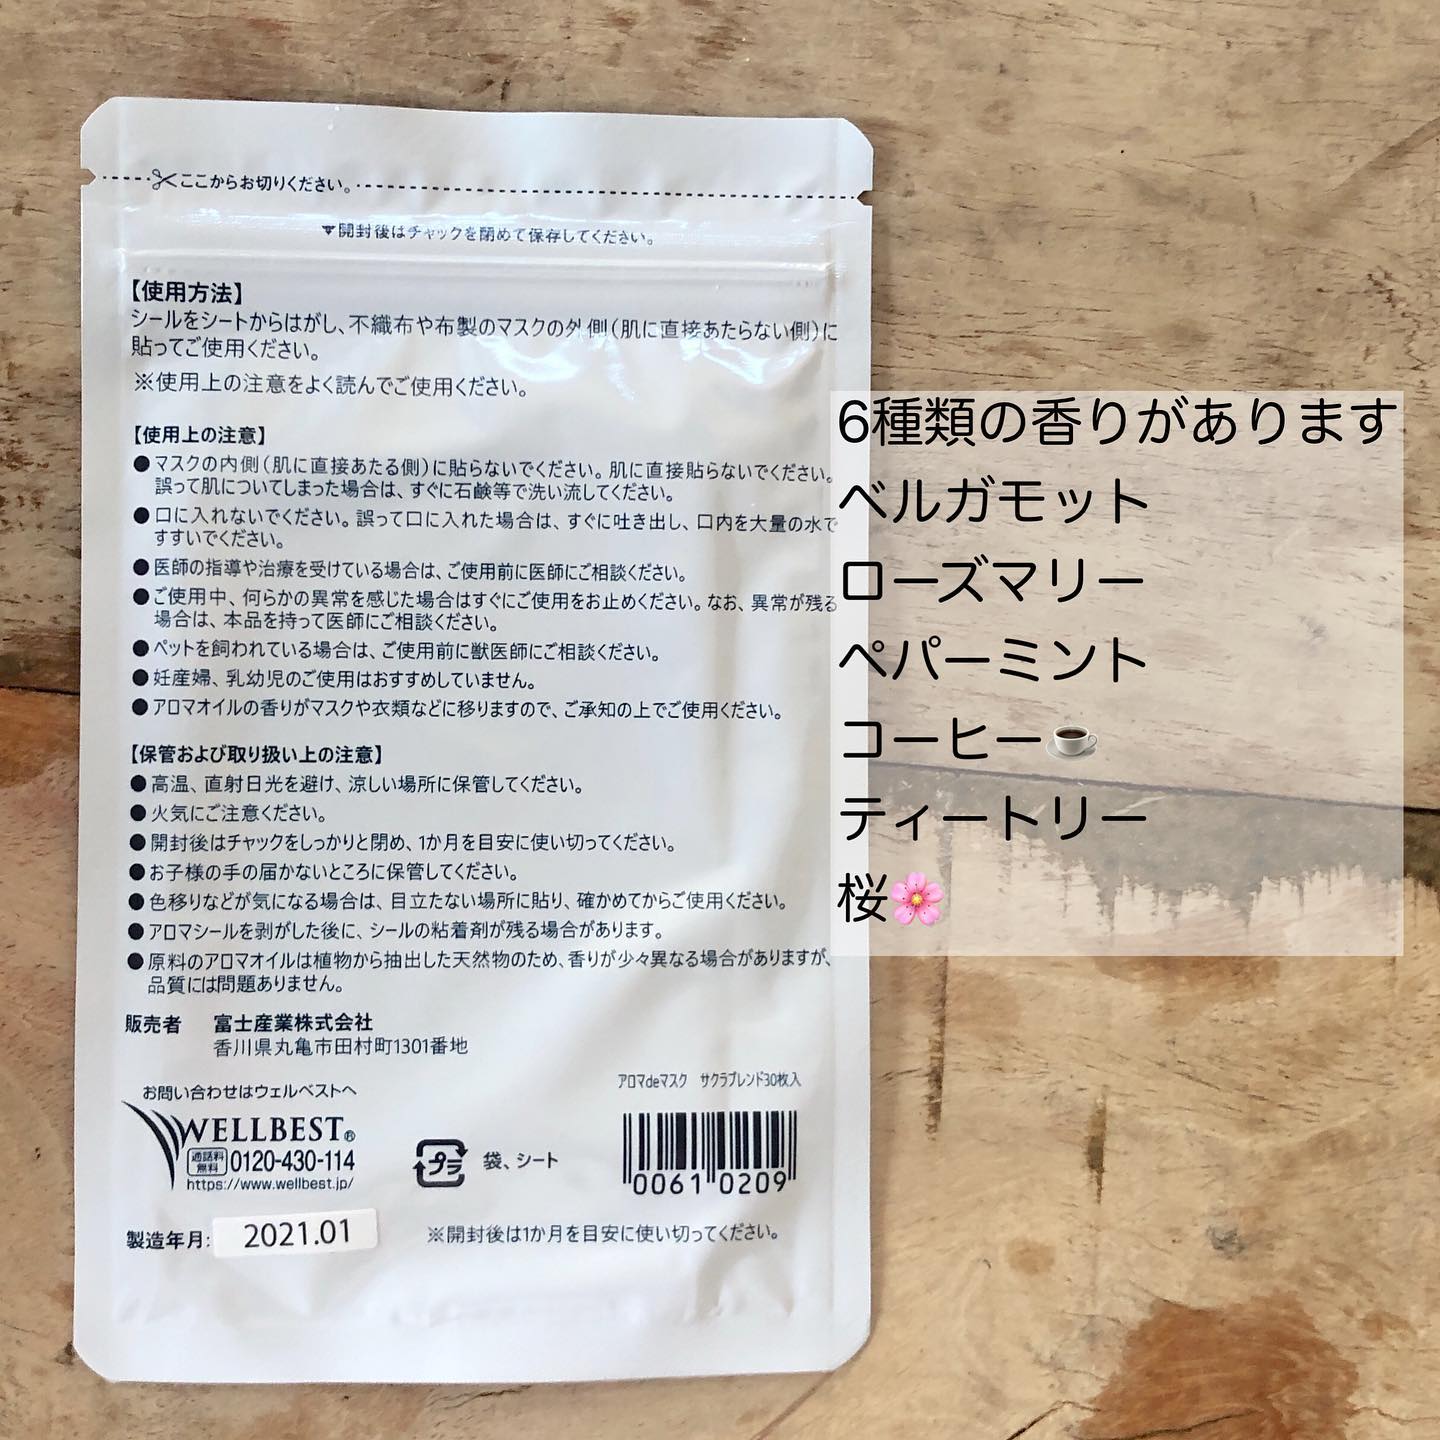 ここからお切りください。
▼開封後はチャックを閉めて保存してください。
【使用方法】
シールをシートからはがし、不織布や布製のマスクの外側(肌に直接あたらない側)に
貼ってご使用ください。
※使用上の注意をよく読んでご使用ください。
【使用上の注意】
●マスクの内側(肌に直接あたる側)に貼らないでください。肌に直接貼らないでください。
誤って肌についてしまった場合は、すぐに石鹸等で洗い流してください。
●口に入れないでください。誤って口に入れた場合は、すぐに吐き出し、口内を大量の水で
すすいでください。
●医師の指導や治療を受けている場合は、ご使用前に医師にご相談ください。
●ご使用中、何らかの異常を感じた場合はすぐにご使用をお止めください。なお、異常が残る
場合は、本品を持って医師にご相談ください。
●ペットを飼われている場合は、ご使用前に獣医師にご相談ください。
●妊産婦、乳幼児のご使用はおすすめしていません。
●アロマオイルの香りがマスクや衣類などに移りますので、ご承知の上でご使用ください。
【保管および取り扱い上の注意】
●高温、直射日光を避け、涼しい場所に保管してください。
●火気にご注意ください。
●開封後はチャックをしっかりと閉め、1か月を目安に使い切ってください。
●お子様の手の届かないところに保管してください。
●色移りなどが気になる場合は、目立たない場所に貼り、確かめてからご使用ください。
●アロマシールを剥がした後に、シールの粘着剤が残る場合があります。
●原料のアロマオイルは植物から抽出した天然物のため、香りが少々異なる場合がありますが、
品質には問題ありません。
販売者 富士産業株式会社
香川県丸亀市田村町1301番地
お問い合わせはウェルベストへ
WELLBEST®
通話料無料 0120-430-114
https://www.wellbest.jp/
プラ 袋、シート
アロマdeマスク サクラブレンド30枚入
0061 0209
製造年月: 2021.01
※開封後は1か月を目安に使い切ってください。
6種類の香りがあります
ベルガモット
ローズマリー
ペパーミント
コーヒー☕
ティートリー
桜🌸